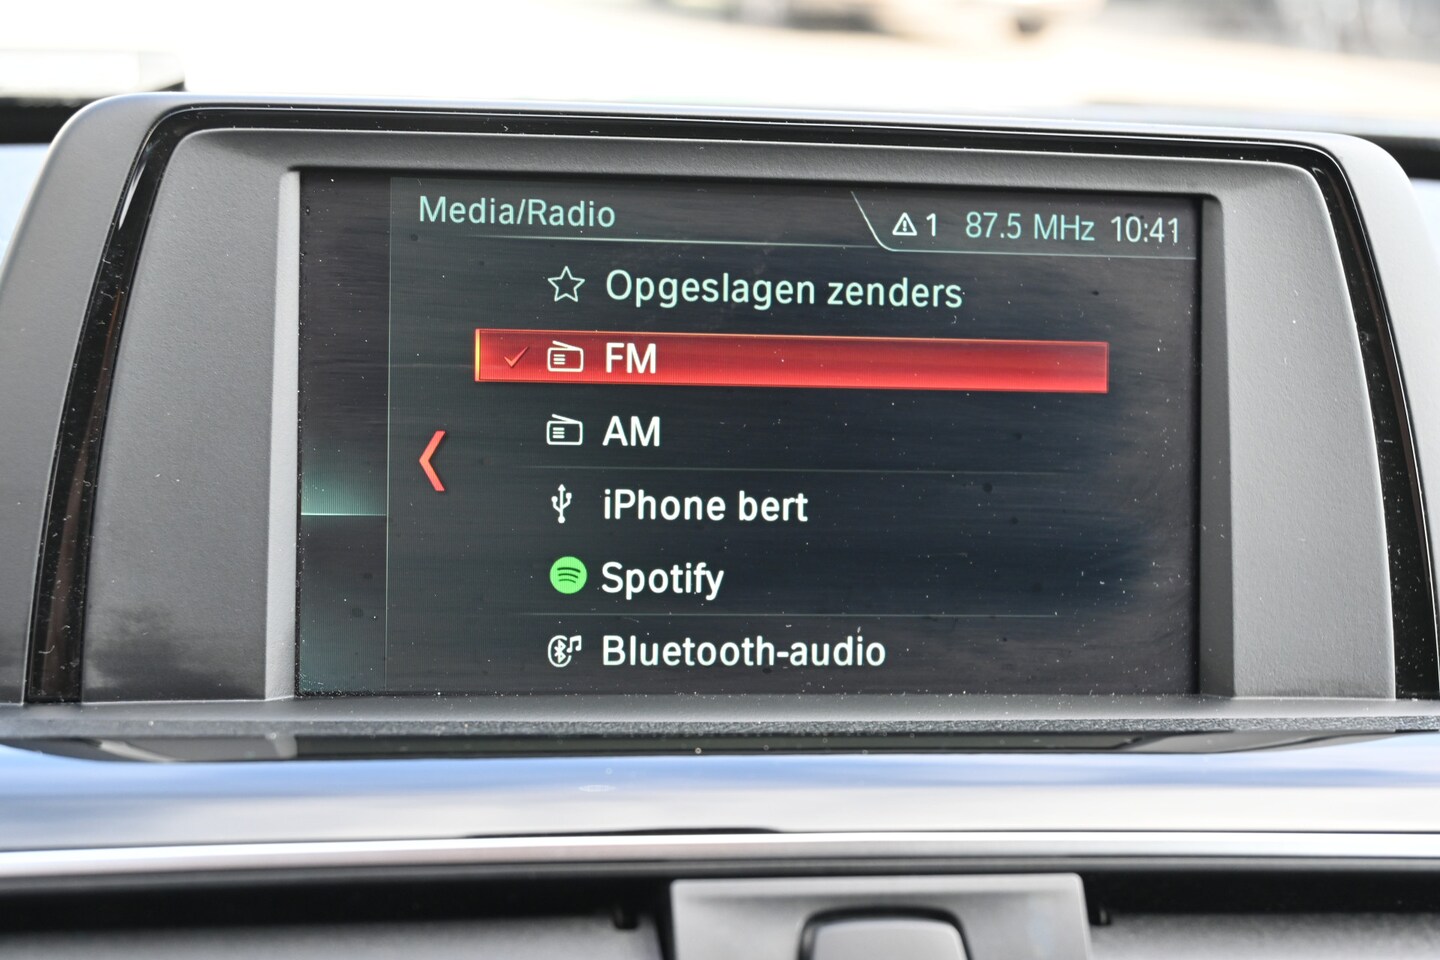 Media/Radio
1 87.5 MHz 10:41
Opgeslagen zenders
FM
AM
iPhone bert
Spotify
Bluetooth-audio